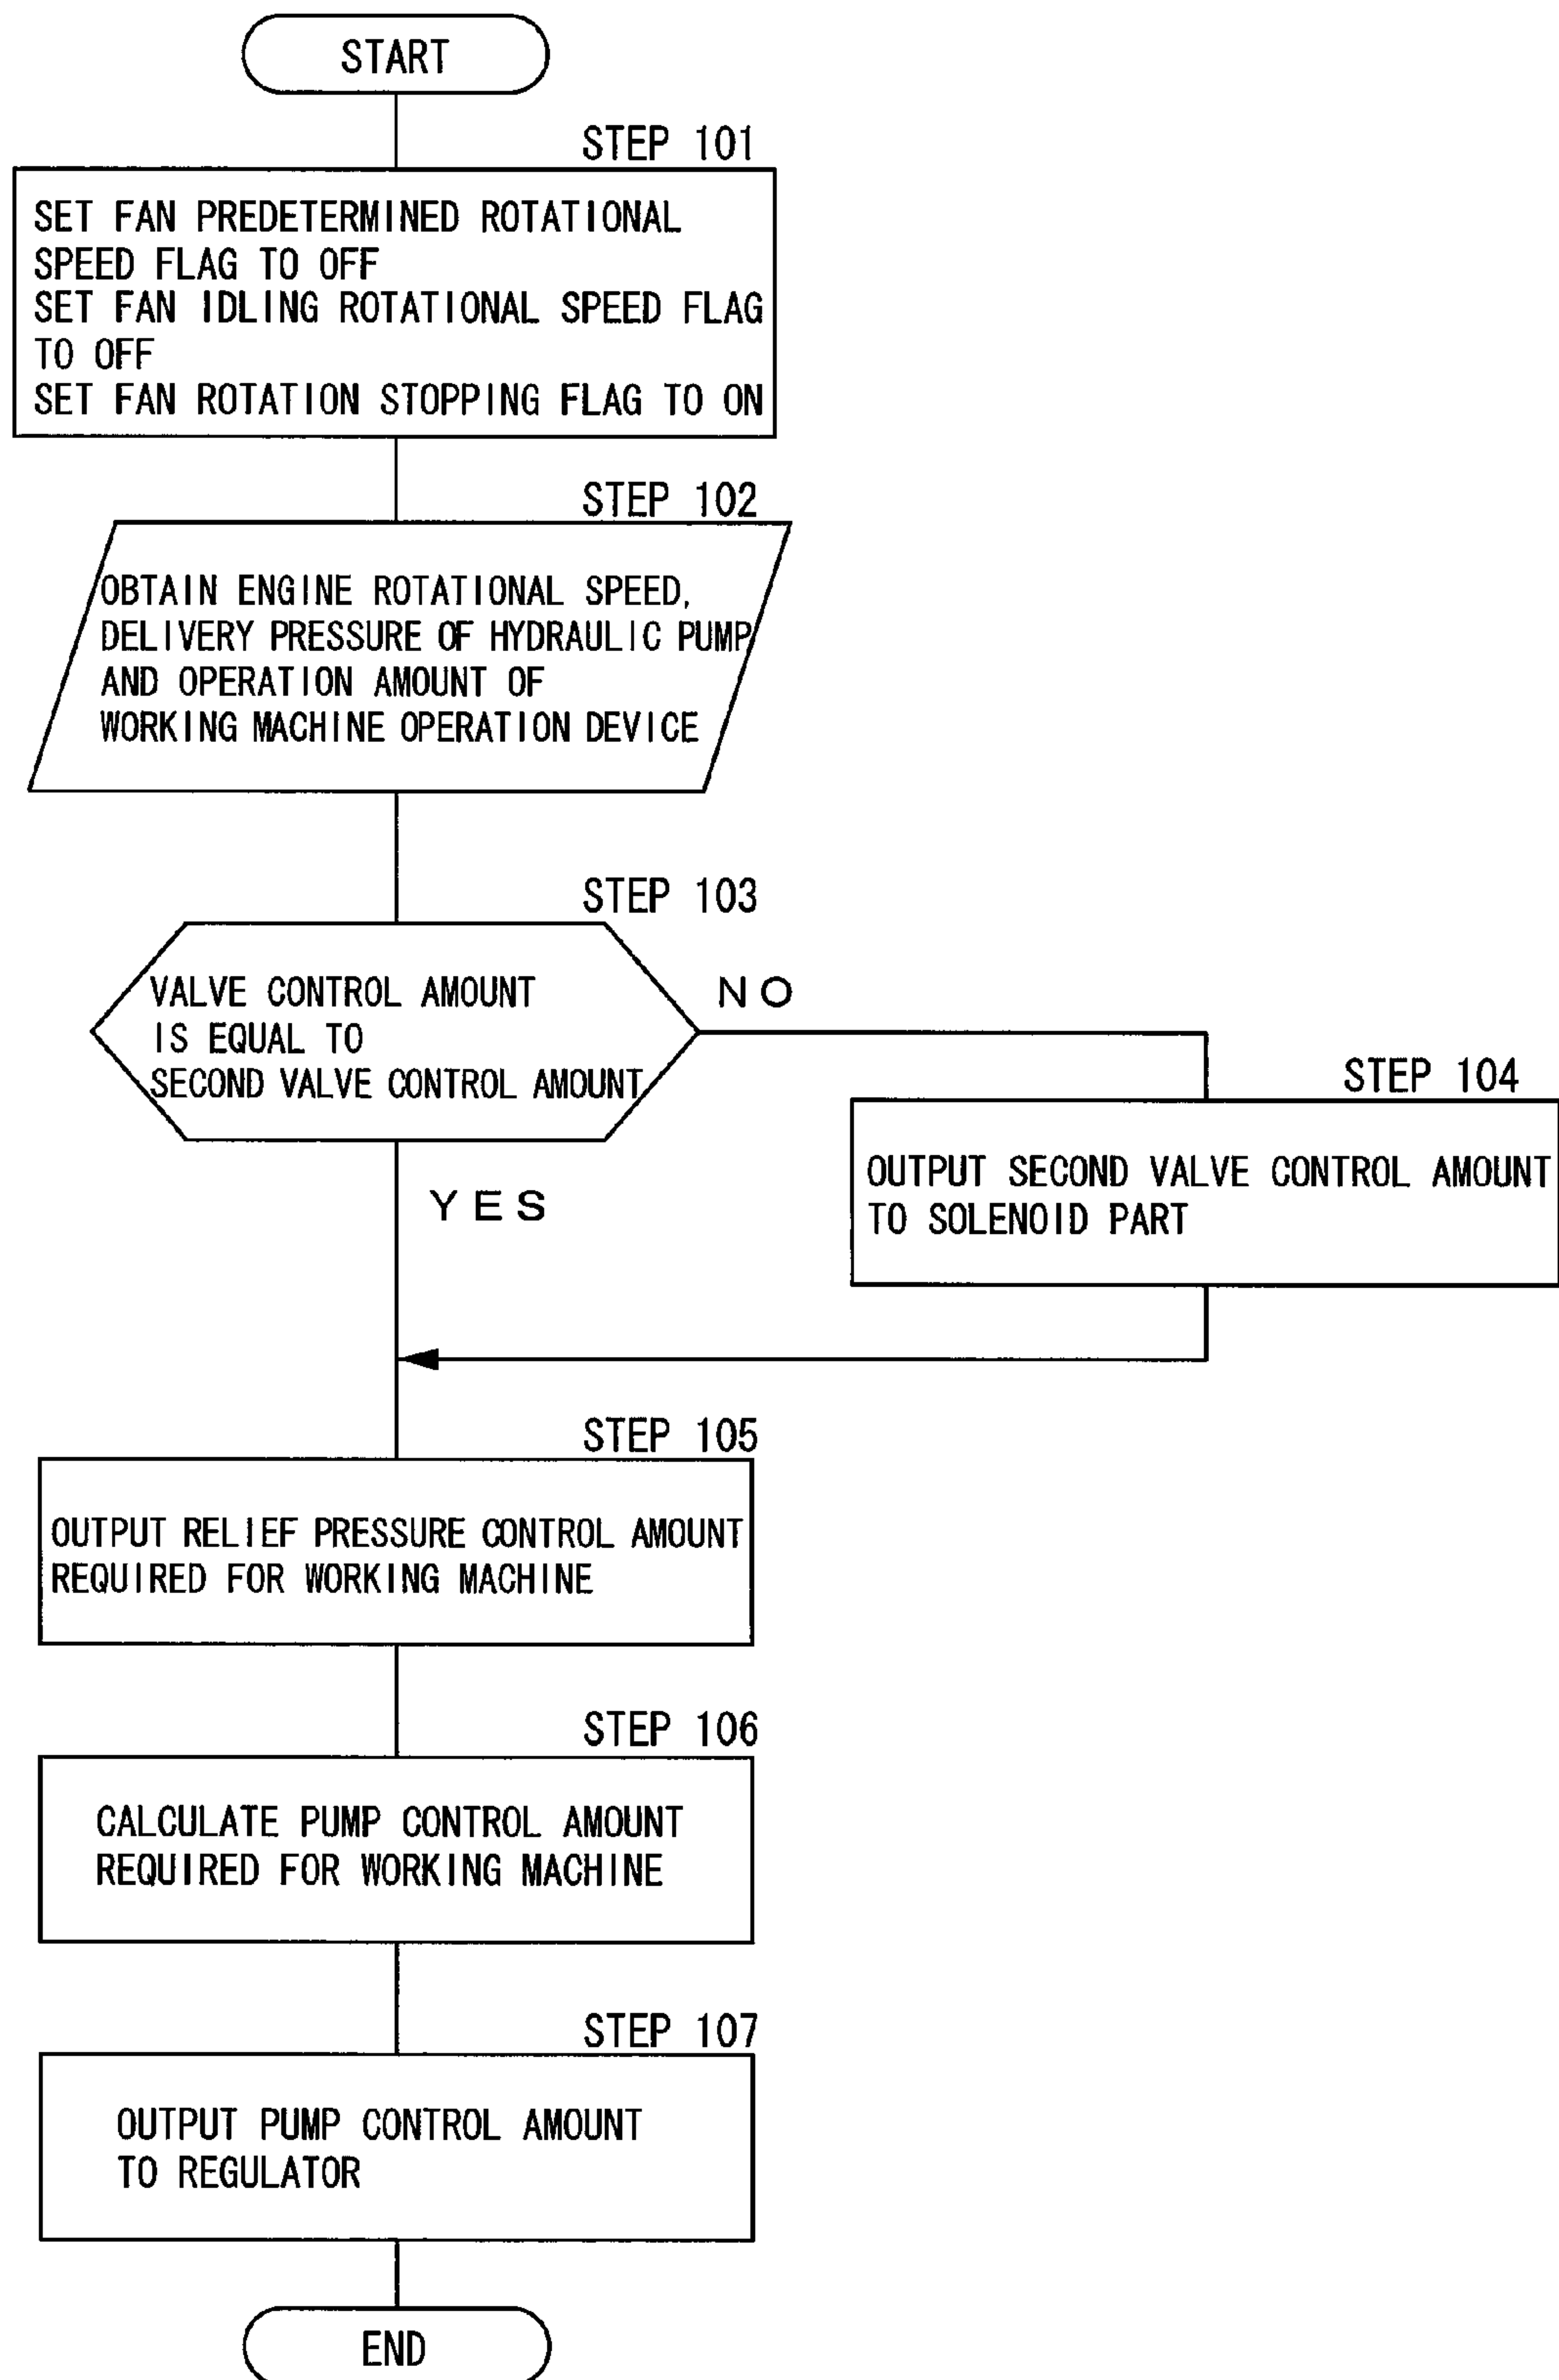 START
STEP 101
SET FAN PREDETERMINED ROTATIONAL
SPEED FLAG TO OFF
SET FAN IDLING ROTATIONAL SPEED FLAG
TO OFF
SET FAN ROTATION STOPPING FLAG TO ON
STEP 102
OBTAIN ENGINE ROTATIONAL SPEED,
DELIVERY PRESSURE OF HYDRAULIC PUMP
AND OPERATION AMOUNT OF
WORKING MACHINE OPERATION DEVICE
STEP 103
VALVE CONTROL AMOUNT
IS EQUAL TO
SECOND VALVE CONTROL AMOUNT
NO
STEP 104
OUTPUT SECOND VALVE CONTROL AMOUNT
TO SOLENOID PART
YES
STEP 105
OUTPUT RELIEF PRESSURE CONTROL AMOUNT
REQUIRED FOR WORKING MACHINE
STEP 106
CALCULATE PUMP CONTROL AMOUNT
REQUIRED FOR WORKING MACHINE
STEP 107
OUTPUT PUMP CONTROL AMOUNT
TO REGULATOR
END